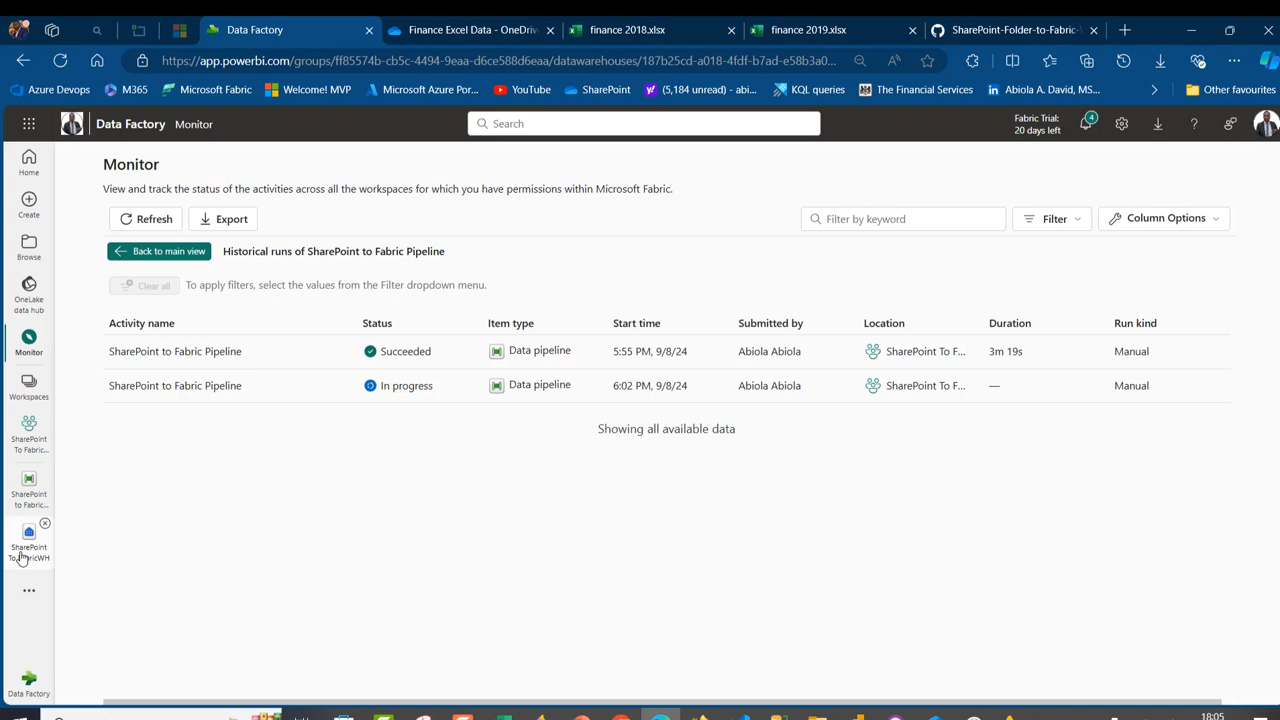 Data Factory
Finance Excel Data - OneDriv
finance 2018.xlsx
finance 2019.xlsx
SharePoint-Folder-to-Fabric-
https://app.powerbi.com/groups/ff85574b-cb5c-4494-9eaa-d6ce588d6eaa/datawarehouses/187b25cd-a018-4fdf-b7ad-e58b3a0...
Azure Devops
M365
Microsoft Fabric
Welcome! MVP
Microsoft Azure Por...
YouTube
SharePoint
(5,184 unread) - abi...
KQL queries
The Financial Services
Abiola A. David, MS...
Other favourites
Data Factory
Monitor
Search
Fabric Trial:
20 days left
4
Home
Create
Browse
OneLake
data hub
Monitor
Workspaces
SharePoint
To Fabric...
SharePoint
to Fabric...
SharePoint
Data Factory
Monitor
View and track the status of the activities across all the workspaces for which you have permissions within Microsoft Fabric.
Refresh
Export
Filter by keyword
Filter
Column Options
Back to main view
Historical runs of SharePoint to Fabric Pipeline
Clear all
To apply filters, select the values from the Filter dropdown menu.
Activity name Status Item type Start time Submitted by Location Duration Run kind
SharePoint to Fabric Pipeline Succeeded Data pipeline 5:55 PM, 9/8/24 Abiola Abiola SharePoint To F... 3m 19s Manual
SharePoint to Fabric Pipeline In progress Data pipeline 6:02 PM, 9/8/24 Abiola Abiola SharePoint To F... — Manual
Showing all available data
18:05